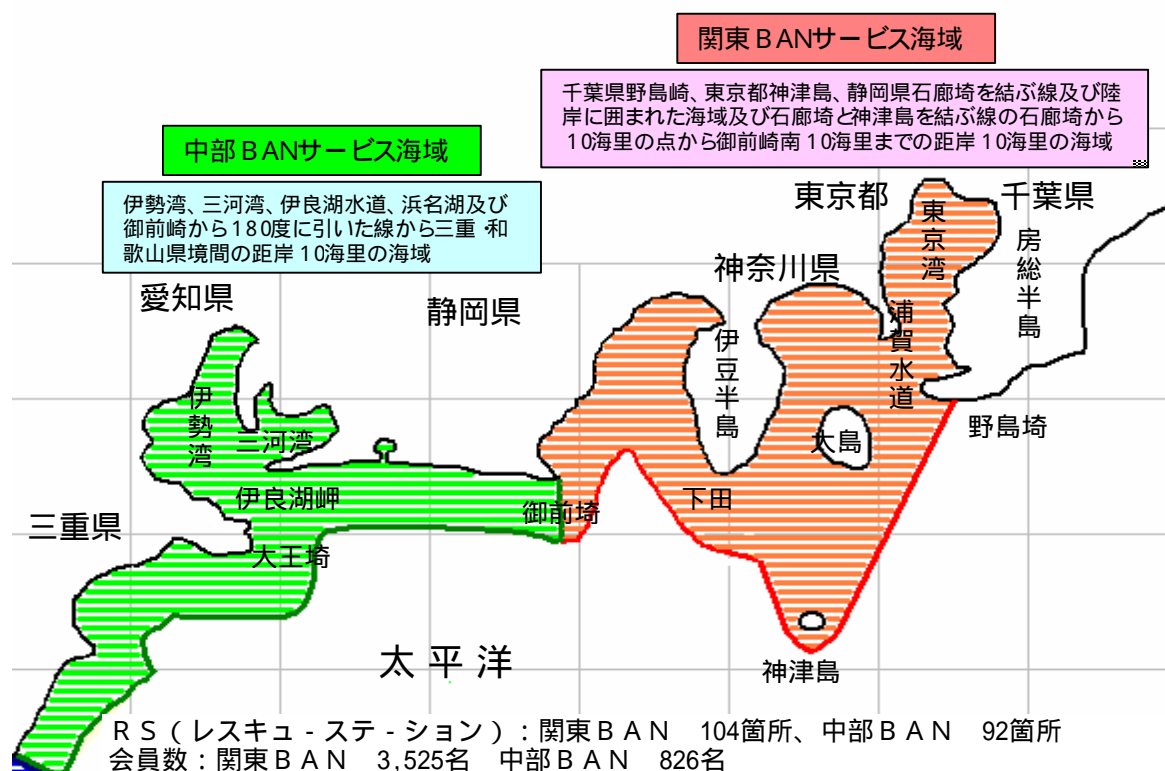 関東BANサービス海域
千葉県野島崎、東京都神津島、静岡県石廊埼を結ぶ線及び陸
岸に囲まれた海域及び石廊埼と神津島を結ぶ線の石廊埼から
10海里の点から御前崎南10海里までの距岸10海里の海域
中部BANサービス海域
伊勢湾、三河湾、伊良湖水道、浜名湖及び
御前崎から180度に引いた線から三重・和
歌山県境間の距岸10海里の海域
東京都
千葉県
東京湾
房総半島
神奈川県
愛知県
静岡県
浦賀水道
伊豆半島
伊勢湾
三河湾
大島
野島埼
伊良湖岬
下田
御前埼
三重県
大王埼
太平洋
神津島
RS(レスキュ-ステ-ション):関東BAN 104箇所、中部BAN 92箇所
会員数:関東BAN 3,525名 中部BAN 826名